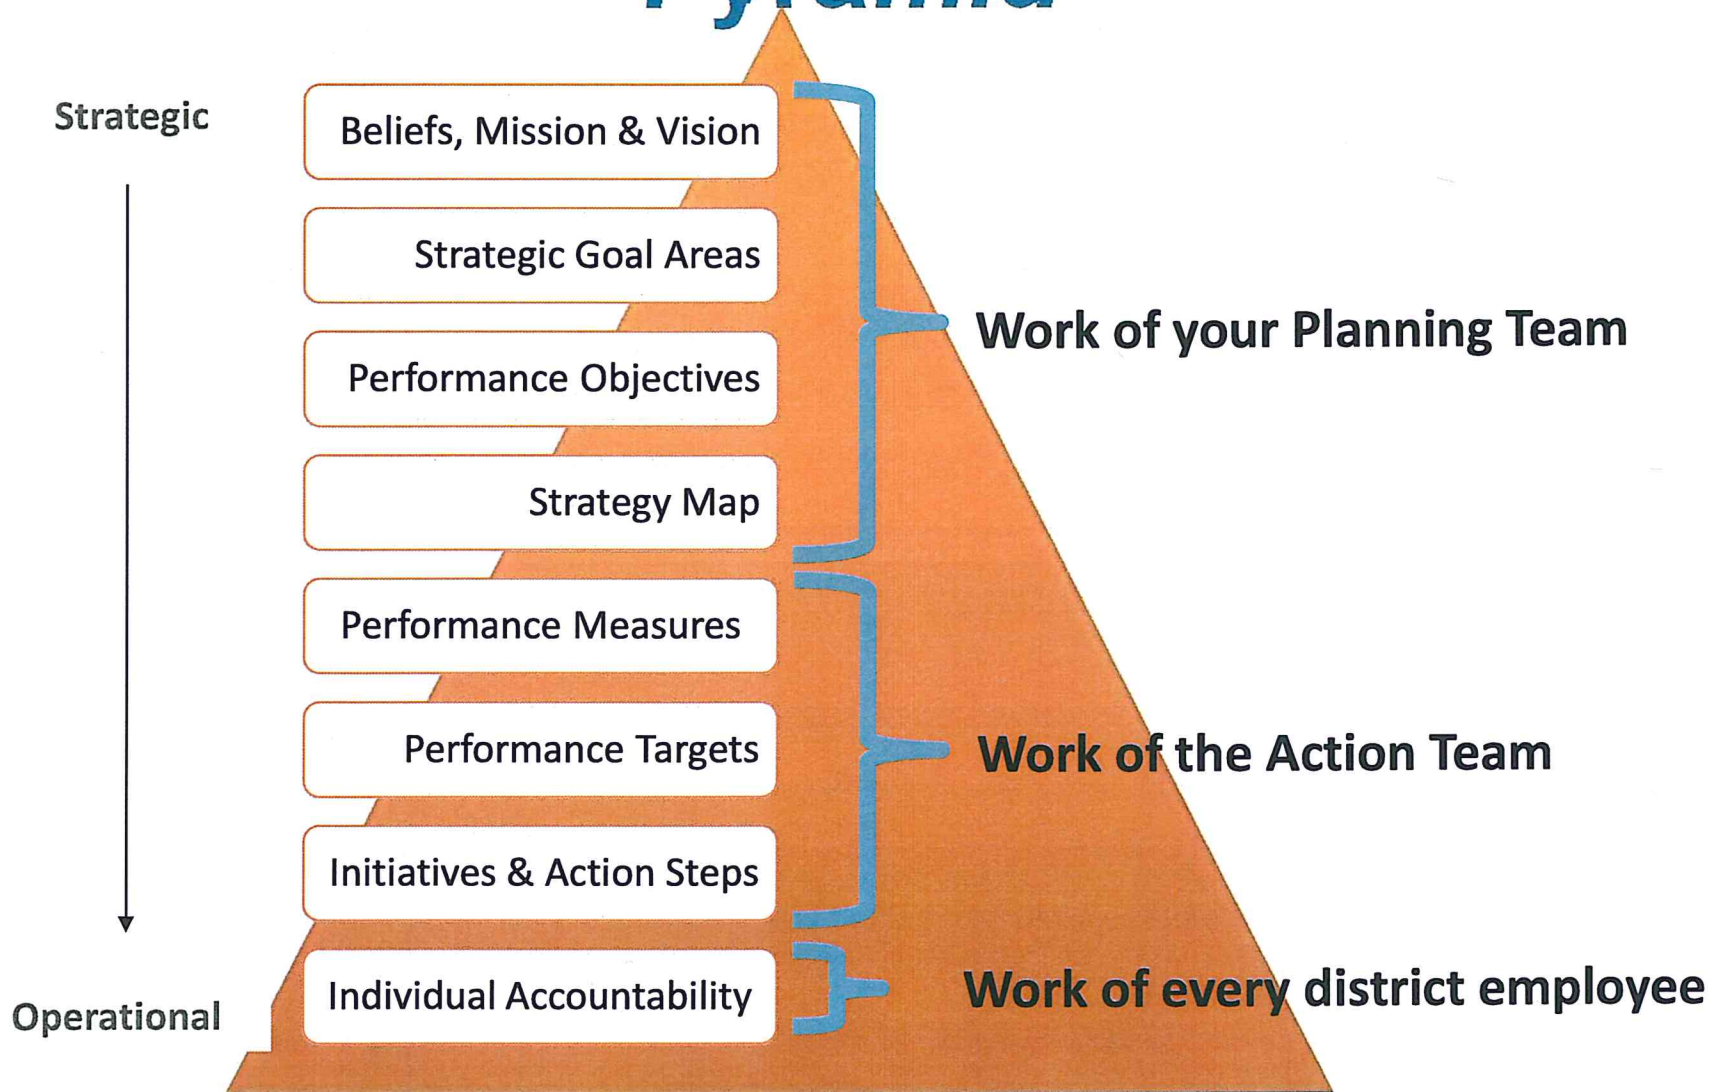 Pyramid
Strategic
Beliefs, Mission & Vision
Strategic Goal Areas
Performance Objectives
Strategy Map
Work of your Planning Team
Performance Measures
Performance Targets
Initiatives & Action Steps
Work of the Action Team
Individual Accountability
Operational
Work of every district employee